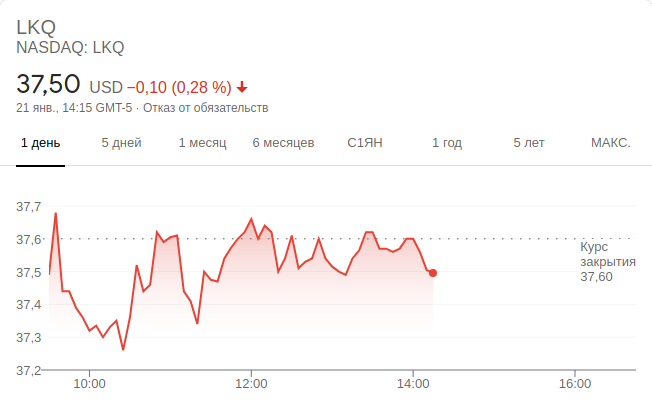 LKQ
NASDAQ: LKQ
37,50 USD −0,10 (0,28 %)
21 янв., 14:15 GMT-5 · Отказ от обязательств
1 день 5 дней 1 месяц 6 месяцев С1ЯН 1 год 5 лет МАКС.
37,7
37,6
Курс
закрытия
37,60
37,5
37,4
37,3
37,2
10:00 12:00 14:00 16:00